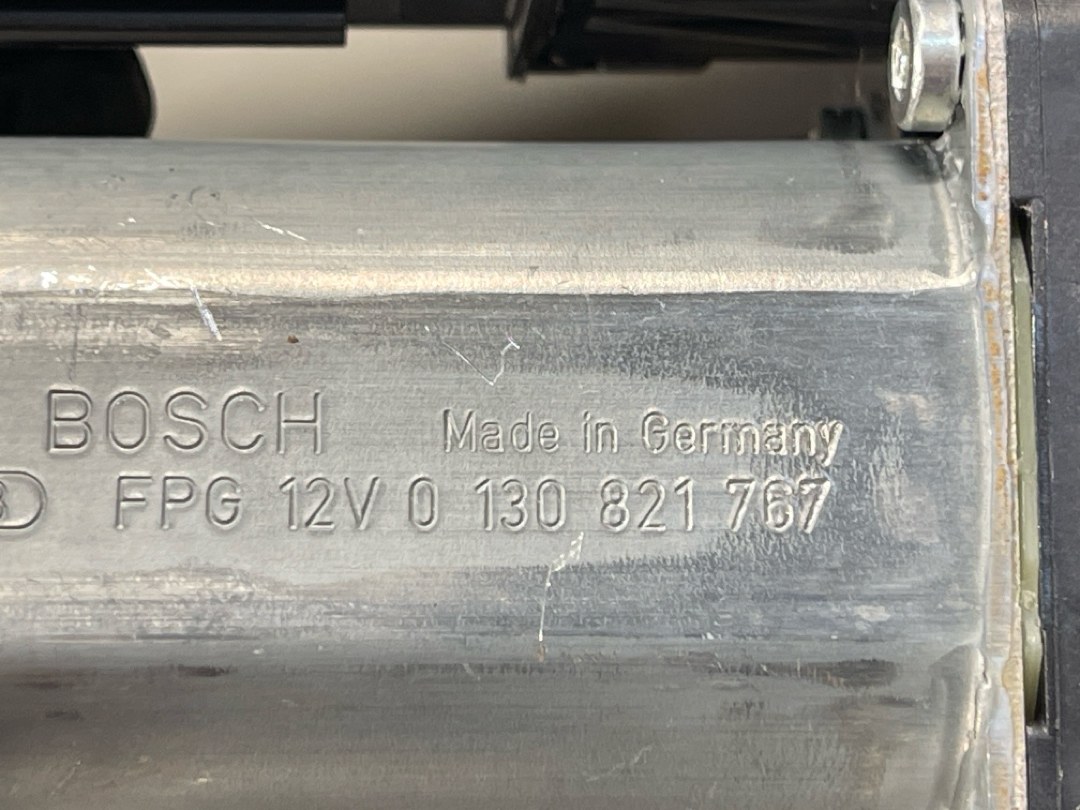 BOSCH Made in Germany
FPG 12V 0 130 821 767